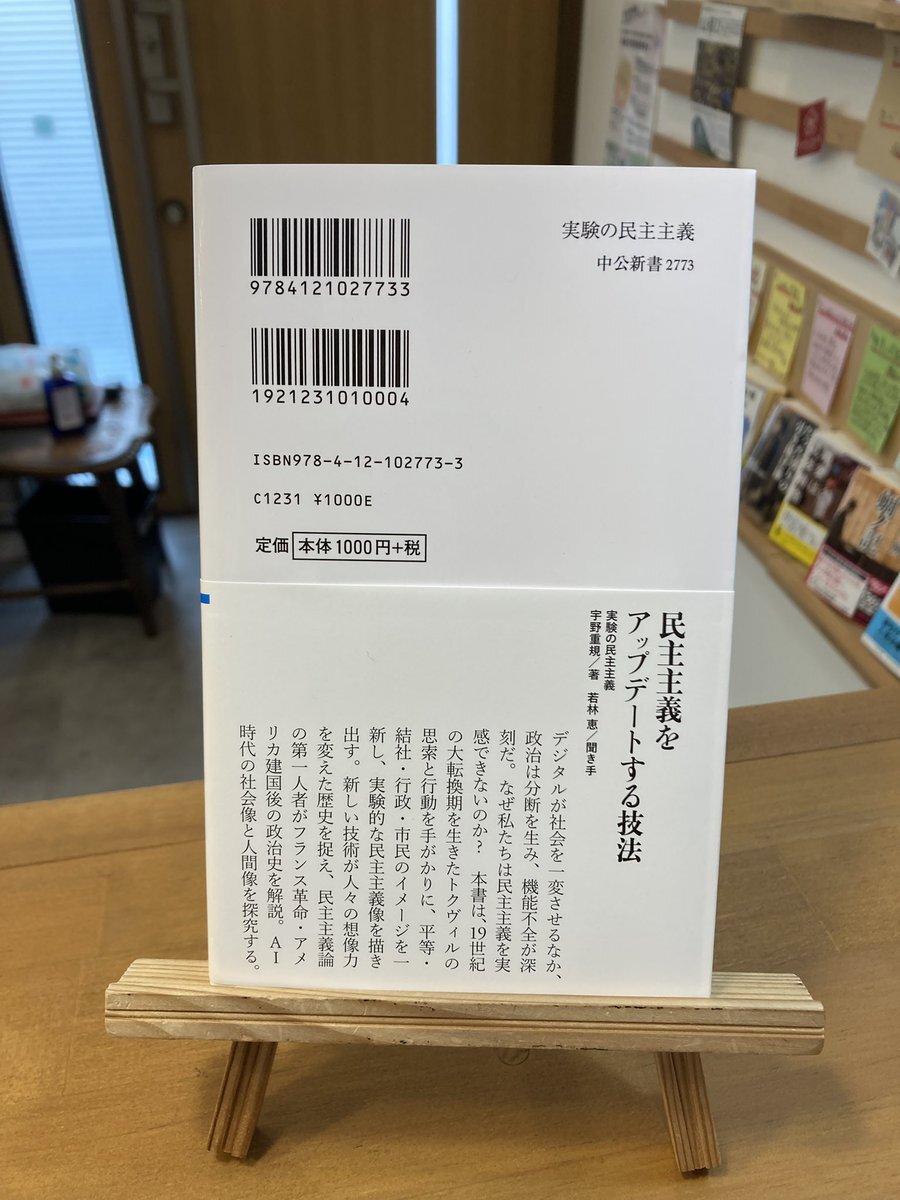 9784121027733
1921231010004
ISBN978-4-12-102773-3
C1231 ¥1000E
定価 本体1000円+税
実験の民主主義
中公新書 2773
民主主義を
アップデートする技法
実験の民主主義
宇野重規/著 若林 恵/聞き手
デジタルが社会を一変させるなか、
政治は分断を生み、機能不全が深
刻だ。なぜ私たちは民主主義を実
感できないのか? 本書は、19世紀
の大転換期を生きたトクヴィルの
思索と行動を手がかりに、平等・
結社・行政・市民のイメージを一
新し、実験的な民主主義像を描き
出す。新しい技術が人々の想像力
を変えた歴史を捉え、民主主義論
の第一人者がフランス革命・アメ
リカ建国後の政治史を解説。AI
時代の社会像と人間像を探究する。